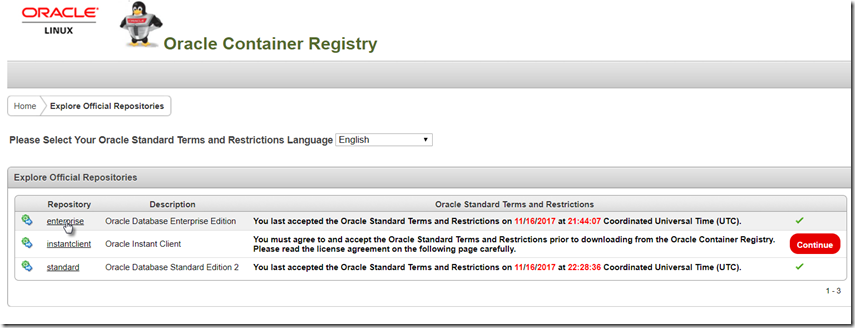 ORACLE
LINUX
Oracle Container Registry
Home Explore Official Repositories
Please Select Your Oracle Standard Terms and Restrictions Language English
Explore Official Repositories
Repository Description Oracle Standard Terms and Restrictions
enterprise Oracle Database Enterprise Edition You last accepted the Oracle Standard Terms and Restrictions on 11/16/2017 at 21:44:07 Coordinated Universal Time (UTC).
instantclient Oracle Instant Client You must agree to and accept the Oracle Standard Terms and Restrictions prior to downloading from the Oracle Container Registry.
Please read the license agreement on the following page carefully. Continue
standard Oracle Database Standard Edition 2 You last accepted the Oracle Standard Terms and Restrictions on 11/16/2017 at 22:28:36 Coordinated Universal Time (UTC).
1 - 3